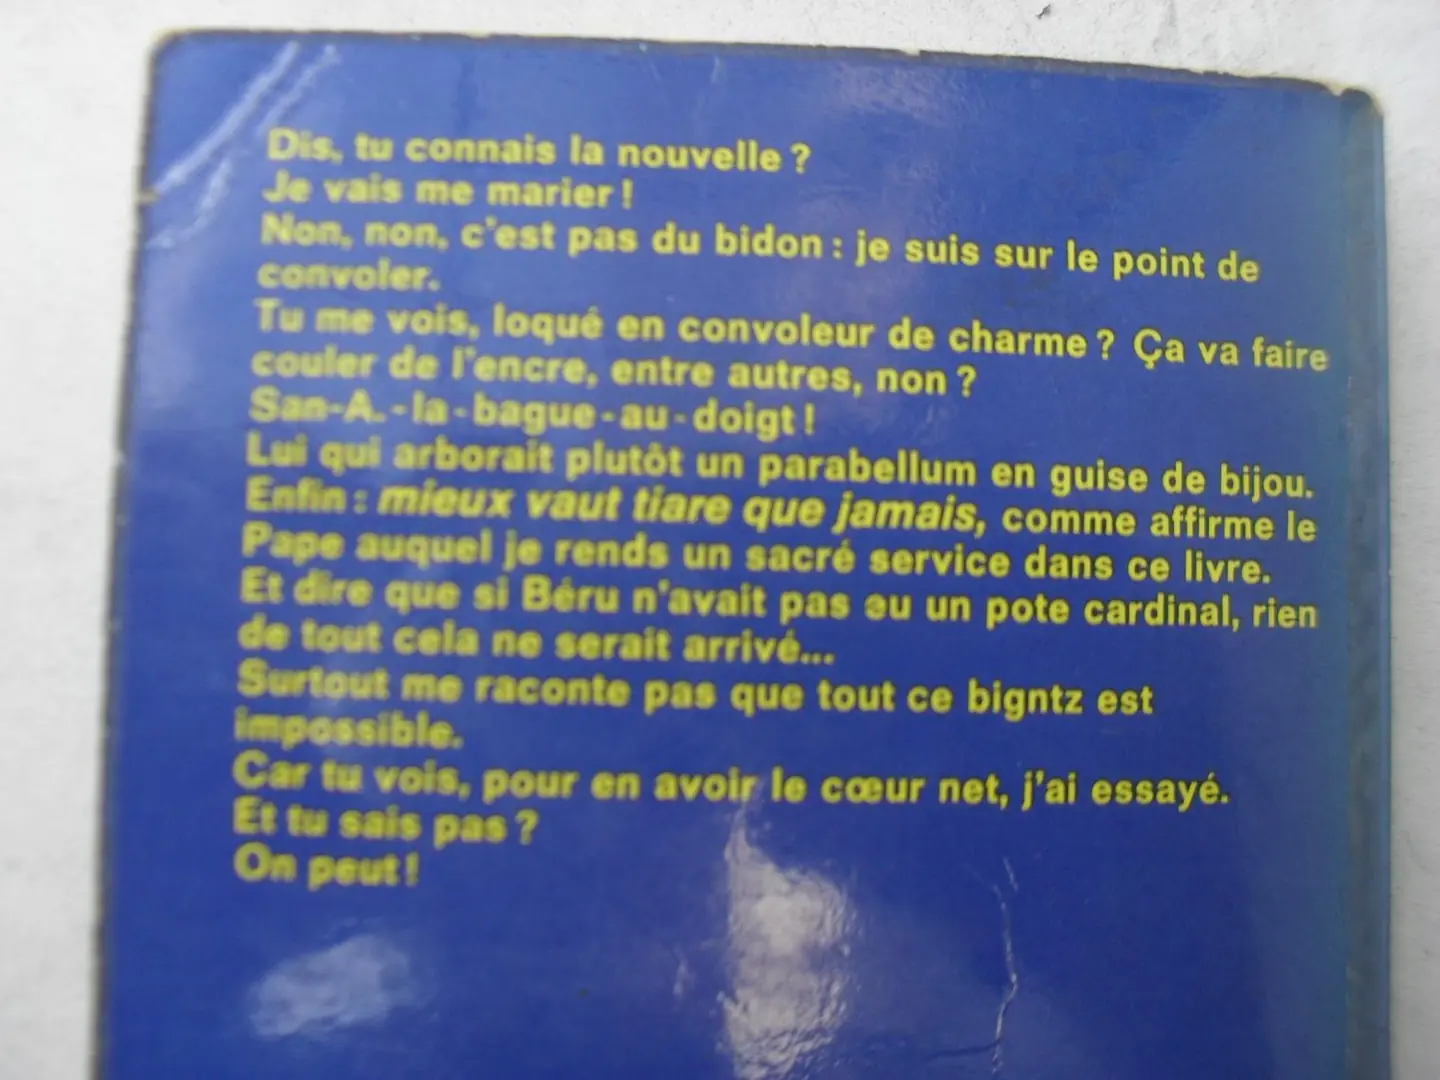 Dis, tu connais la nouvelle ?
Je vais me marier !
Non, non, c'est pas du bidon : je suis sur le point de
convoler.
Tu me vois, loqué en convoleur de charme ? Ça va faire
couler de l'encre, entre autres, non ?
San-A.-la-bague-au-doigt !
Lui qui arborait plutôt un parabellum en guise de bijou.
Enfin : mieux vaut tiare que jamais, comme affirme le
Pape auquel je rends un sacré service dans ce livre.
Et dire que si Béru n'avait pas eu un pote cardinal, rien
de tout cela ne serait arrivé...
Surtout me raconte pas que tout ce bigntz est
impossible.
Car tu vois, pour en avoir le cœur net, j'ai essayé.
Et tu sais pas ?
On peut !